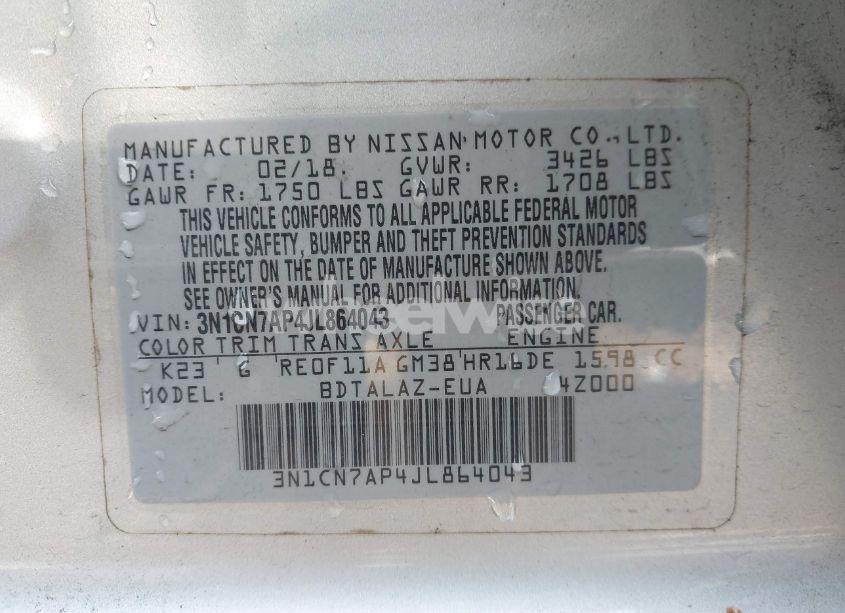 MANUFACTURED BY NISSAN MOTOR CO., LTD.
DATE: 02/18. GVWR: 3426 LBS
GAWR FR: 1750 LBS GAWR RR: 1708 LBS
THIS VEHICLE CONFORMS TO ALL APPLICABLE FEDERAL MOTOR
VEHICLE SAFETY, BUMPER AND THEFT PREVENTION STANDARDS
IN EFFECT ON THE DATE OF MANUFACTURE SHOWN ABOVE.
SEE OWNER'S MANUAL FOR ADDITIONAL INFORMATION.
VIN: 3N1CN7AP4JL864043 PASSENGER CAR.
COLOR TRIM TRANS AXLE ENGINE
K23 G RE0F11A GM38 HR16DE 1598 CC
MODEL: BDTALAZ-EUA 4Z000
3N1CN7AP4JL864043